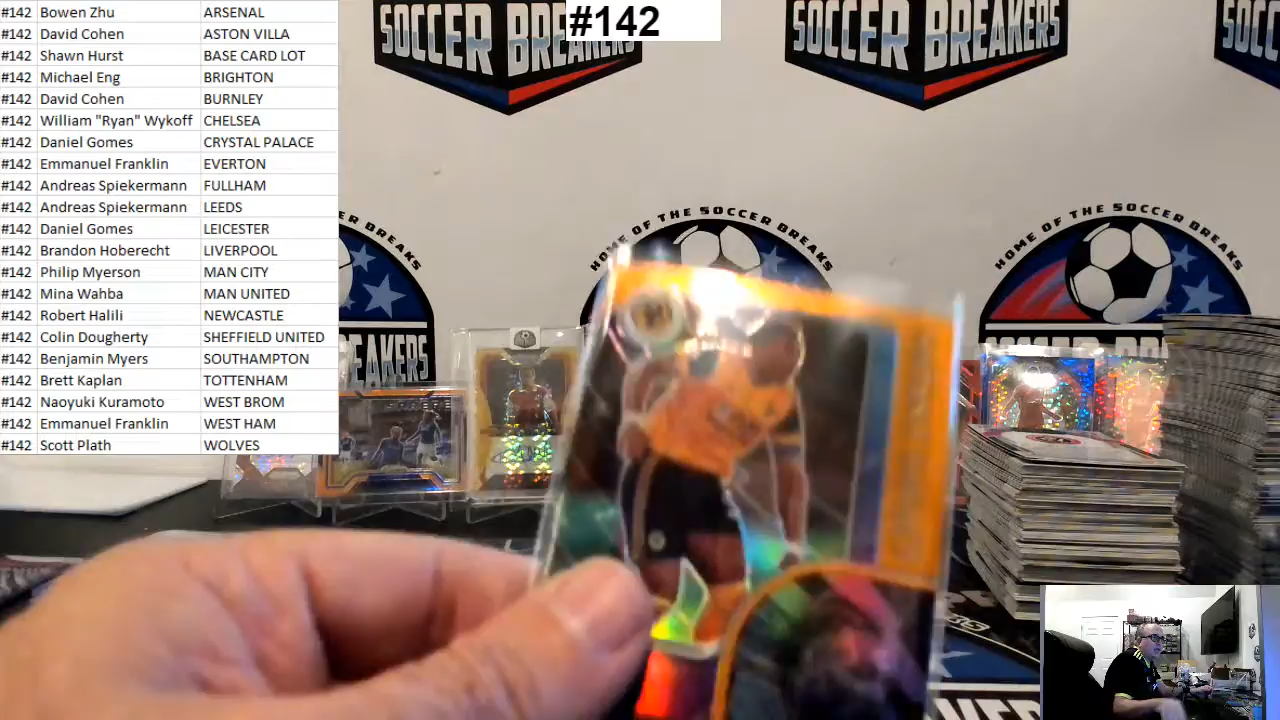 #142 Bowen Zhu ARSENAL
#142 David Cohen ASTON VILLA
#142 Shawn Hurst BASE CARD LOT
#142 Michael Eng BRIGHTON
#142 David Cohen BURNLEY
#142 William "Ryan" Wykoff CHELSEA
#142 Daniel Gomes CRYSTAL PALACE
#142 Emmanuel Franklin EVERTON
#142 Andreas Spiekermann FULLHAM
#142 Andreas Spiekermann LEEDS
#142 Daniel Gomes LEICESTER
#142 Brandon Hoberecht LIVERPOOL
#142 Philip Myerson MAN CITY
#142 Mina Wahba MAN UNITED
#142 Robert Halili NEWCASTLE
#142 Colin Dougherty SHEFFIELD UNITED
#142 Benjamin Myers SOUTHAMPTON
#142 Brett Kaplan TOTTENHAM
#142 Naoyuki Kuramoto WEST BROM
#142 Emmanuel Franklin WEST HAM
#142 Scott Plath WOLVES
#142
SOCCER BREAKERS
SOCCER BREAKERS
SOCC
BRE
ER BREAKS
HOME OF THE SOCCER BREAKS
HOME OF THE SOCCER BREAKS
BREAKERS